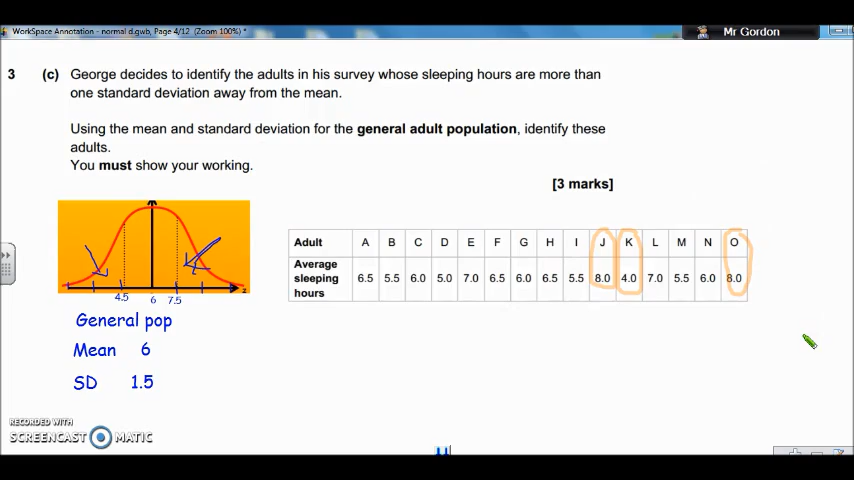 WorkSpace Annotation - normal d.gwb, Page 4/12 (Zoom 100%) *
Mr Gordon
3 (c) George decides to identify the adults in his survey whose sleeping hours are more than
one standard deviation away from the mean.
Using the mean and standard deviation for the general adult population, identify these
adults.
You must show your working.
[3 marks]
Adult A B C D E F G H I J K L M N O
Average
sleeping
hours
6.5 5.5 6.0 5.0 7.0 6.5 6.0 6.5 5.5 8.0 4.0 7.0 5.5 6.0 8.0
z
4.5 6 7.5
General pop
Mean 6
SD 1.5
RECORDED WITH
SCREENCAST MATIC